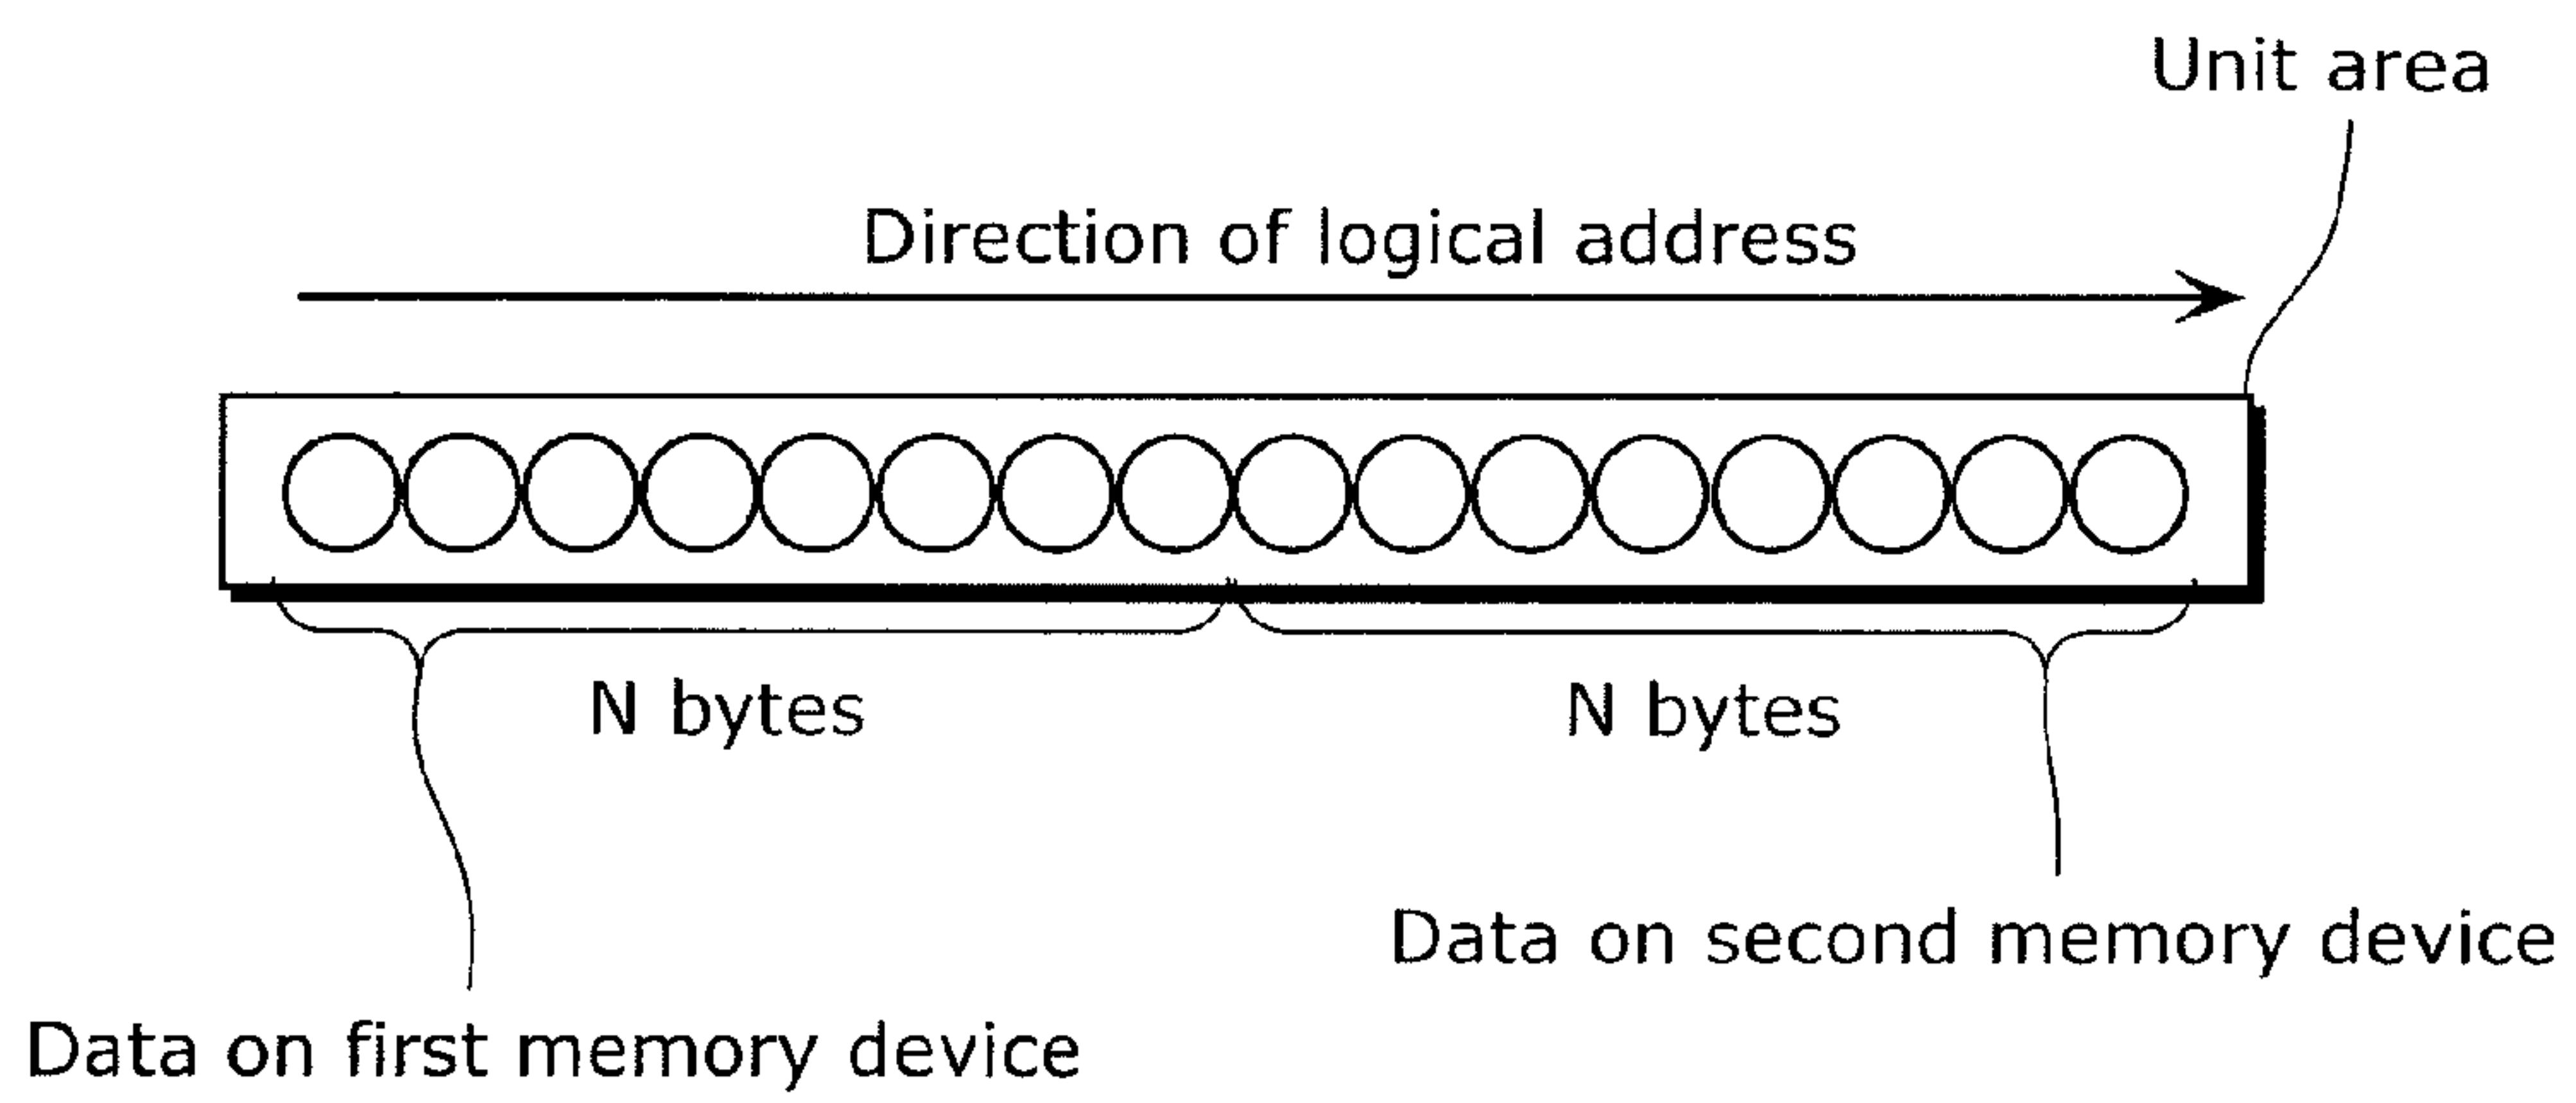 Unit area
Direction of logical address
N bytes
N bytes
Data on second memory device
Data on first memory device